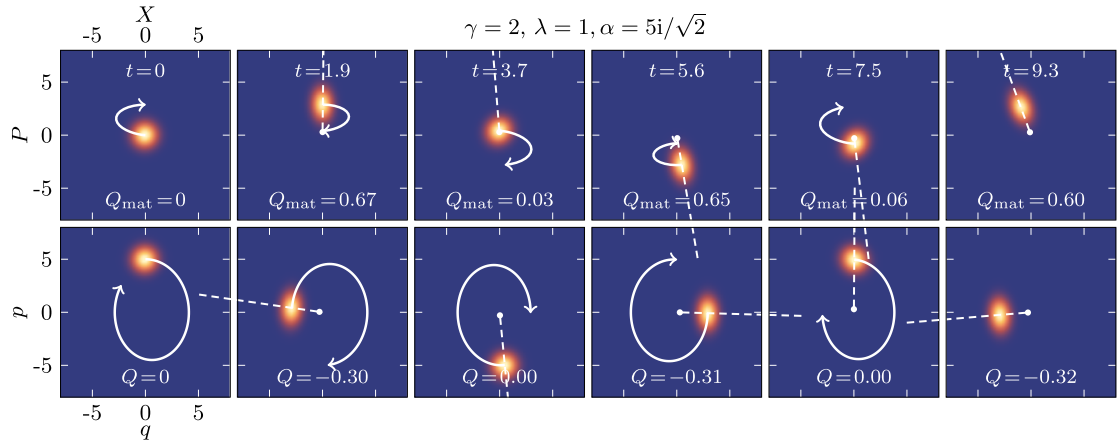 X
γ = 2, λ = 1, α = 5i/√2
-5 0 5
t=0 t=1.9 t=3.7 t=5.6 t=7.5 t=9.3
5
P 0
-5
Q_mat=0 Q_mat=0.67 Q_mat=0.03 Q_mat=0.65 Q_mat=0.06 Q_mat=0.60
5
p 0
-5
Q=0 Q=−0.30 Q=0.00 Q=−0.31 Q=0.00 Q=−0.32
-5 0 5
q